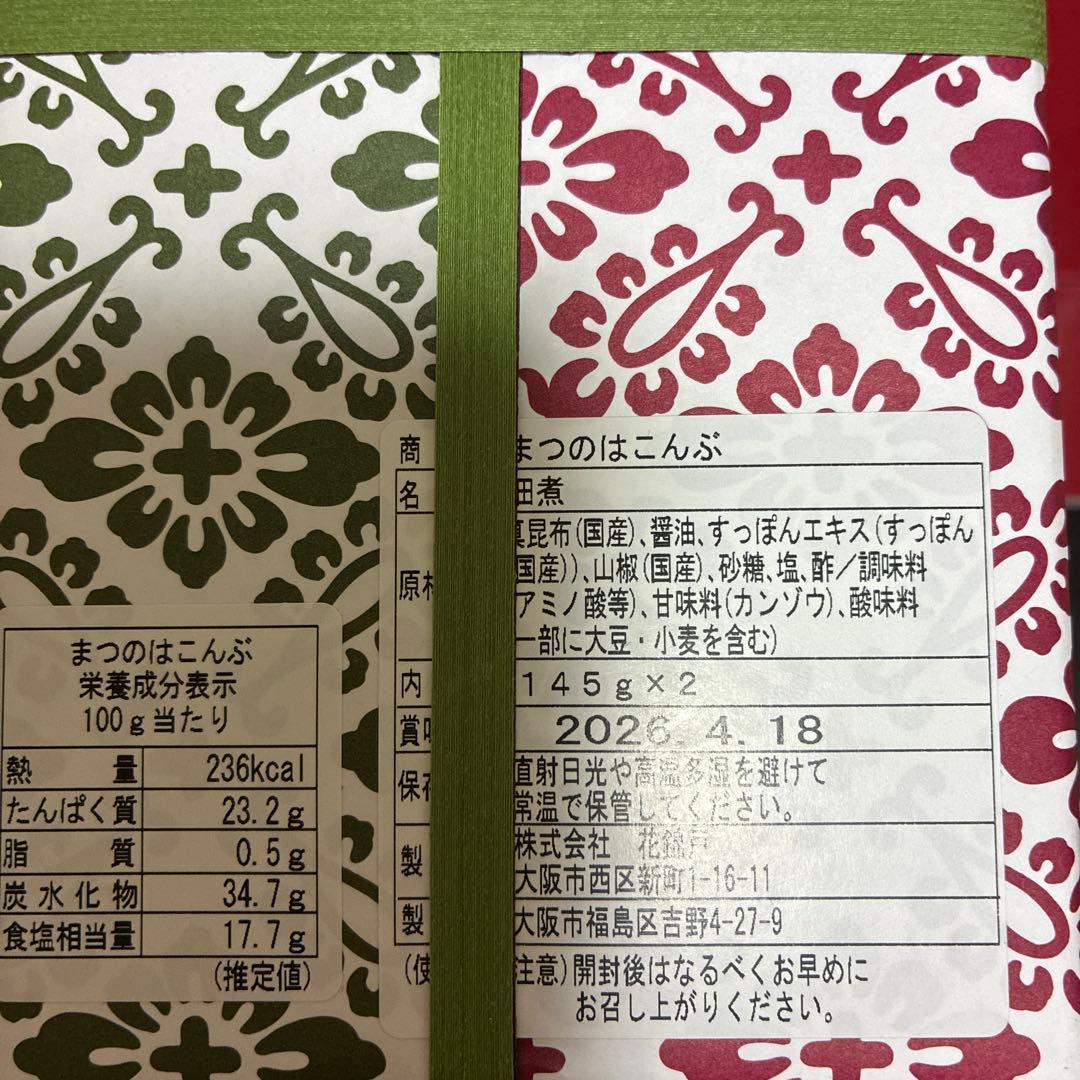 まつのはこんぶ
栄養成分表示
100g当たり
熱量 236kcal
たんぱく質 23.2g
脂質 0.5g
炭水化物 34.7g
食塩相当量 17.7g
(推定値)
商 まつのはこんぶ
名 佃煮
原材 真昆布(国産)、醤油、すっぽんエキス(すっぽん
国産))、山椒(国産)、砂糖、塩、酢/調味料
アミノ酸等)、甘味料(カンゾウ)、酸味料
一部に大豆・小麦を含む)
内 145g×2
賞味 2026.4.18
保存 直射日光や高温多湿を避けて
常温で保管してください。
製 株式会社 花錦戸
大阪市西区新町1-16-11
製 大阪市福島区吉野4-27-9
(使 注意)開封後はなるべくお早めに
お召し上がりください。